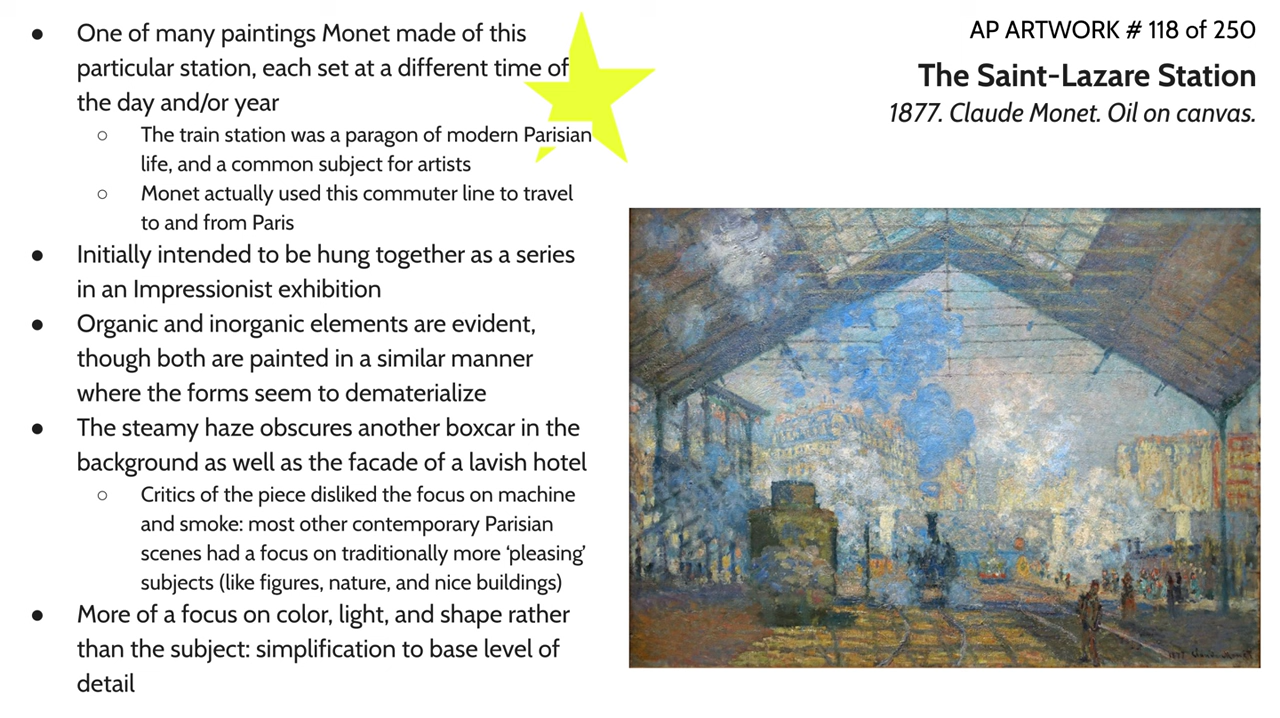 ● One of many paintings Monet made of this
particular station, each set at a different time of
the day and/or year
○ The train station was a paragon of modern Parisian
life, and a common subject for artists
○ Monet actually used this commuter line to travel
to and from Paris
● Initially intended to be hung together as a series
in an Impressionist exhibition
● Organic and inorganic elements are evident,
though both are painted in a similar manner
where the forms seem to dematerialize
● The steamy haze obscures another boxcar in the
background as well as the facade of a lavish hotel
○ Critics of the piece disliked the focus on machine
and smoke: most other contemporary Parisian
scenes had a focus on traditionally more ‘pleasing’
subjects (like figures, nature, and nice buildings)
● More of a focus on color, light, and shape rather
than the subject: simplification to base level of
detail
AP ARTWORK # 118 of 250
The Saint-Lazare Station
1877. Claude Monet. Oil on canvas.